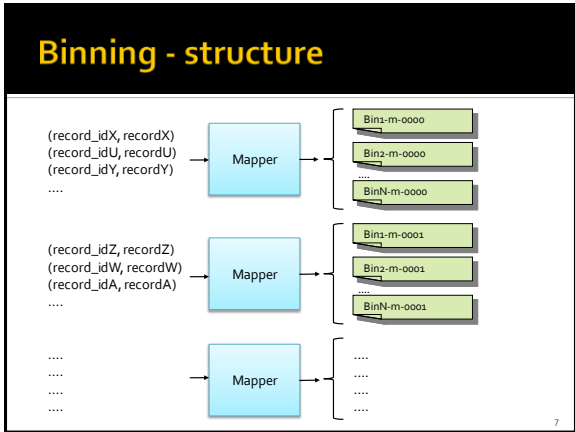 Binning - structure
(record_idX, recordX)
(record_idU, recordU)
(record_idY, recordY)
....
Mapper
Bin1-m-0000
Bin2-m-0000
....
BinN-m-0000
(record_idZ, recordZ)
(record_idW, recordW)
(record_idA, recordA)
....
Mapper
Bin1-m-0001
Bin2-m-0001
....
BinN-m-0001
....
....
....
....
Mapper
....
....
....
....
7